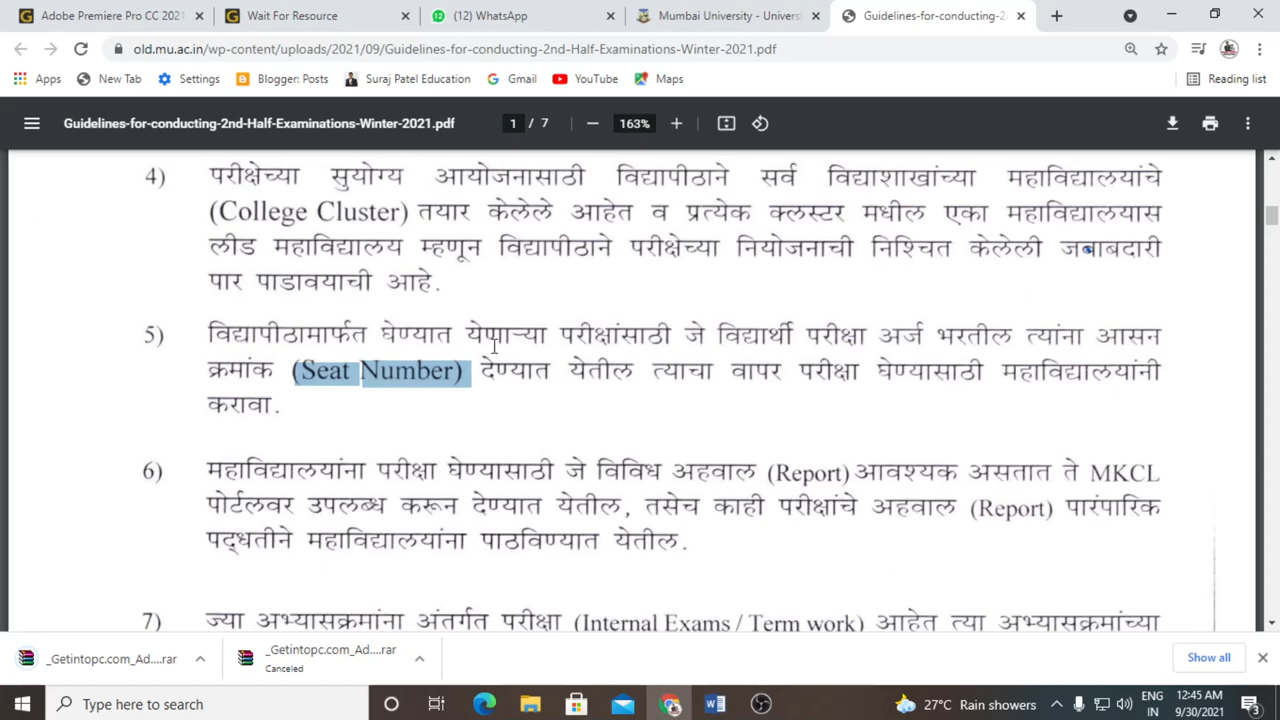 Adobe Premiere Pro CC 2021
Wait For Resource
(12) WhatsApp
Mumbai University - Univers
Guidelines-for-conducting-2
old.mu.ac.in/wp-content/uploads/2021/09/Guidelines-for-conducting-2nd-Half-Examinations-Winter-2021.pdf
Apps New Tab Settings Blogger: Posts Suraj Patel Education Gmail YouTube Maps Reading list
Guidelines-for-conducting-2nd-Half-Examinations-Winter-2021.pdf 1 / 7 163%
4) परीक्षेच्या सुयोग्य आयोजनासाठी विद्यापीठाने सर्व विद्याशाखांच्या महाविद्यालयांचे
(College Cluster) तयार केलेले आहेत व प्रत्येक क्लस्टर मधील एका महाविद्यालयास
लीड महाविद्यालय म्हणून विद्यापीठाने परीक्षेच्या नियोजनाची निश्चित केलेली जबाबदारी
पार पाडावयाची आहे.
5) विद्यापीठामार्फत घेण्यात येणाऱ्या परीक्षांसाठी जे विद्यार्थी परीक्षा अर्ज भरतील त्यांना आसन
क्रमांक (Seat Number) देण्यात येतील त्याचा वापर परीक्षा घेण्यासाठी महाविद्यालयांनी
करावा.
6) महाविद्यालयांना परीक्षा घेण्यासाठी जे विविध अहवाल (Report) आवश्यक असतात ते MKCL
पोर्टलवर उपलब्ध करून देण्यात येतील, तसेच काही परीक्षांचे अहवाल (Report) पारंपारिक
पद्धतीने महाविद्यालयांना पाठविण्यात येतील.
7) ज्या अभ्यासक्रमांना अंतर्गत परीक्षा (Internal Exams / Term work) आहेत त्या अभ्यासक्रमांच्या
_Getintopc.com_Ad....rar
_Getintopc.com_Ad....rar
Canceled
Show all
Type here to search
27°C Rain showers
ENG
IN
12:45 AM
9/30/2021
3